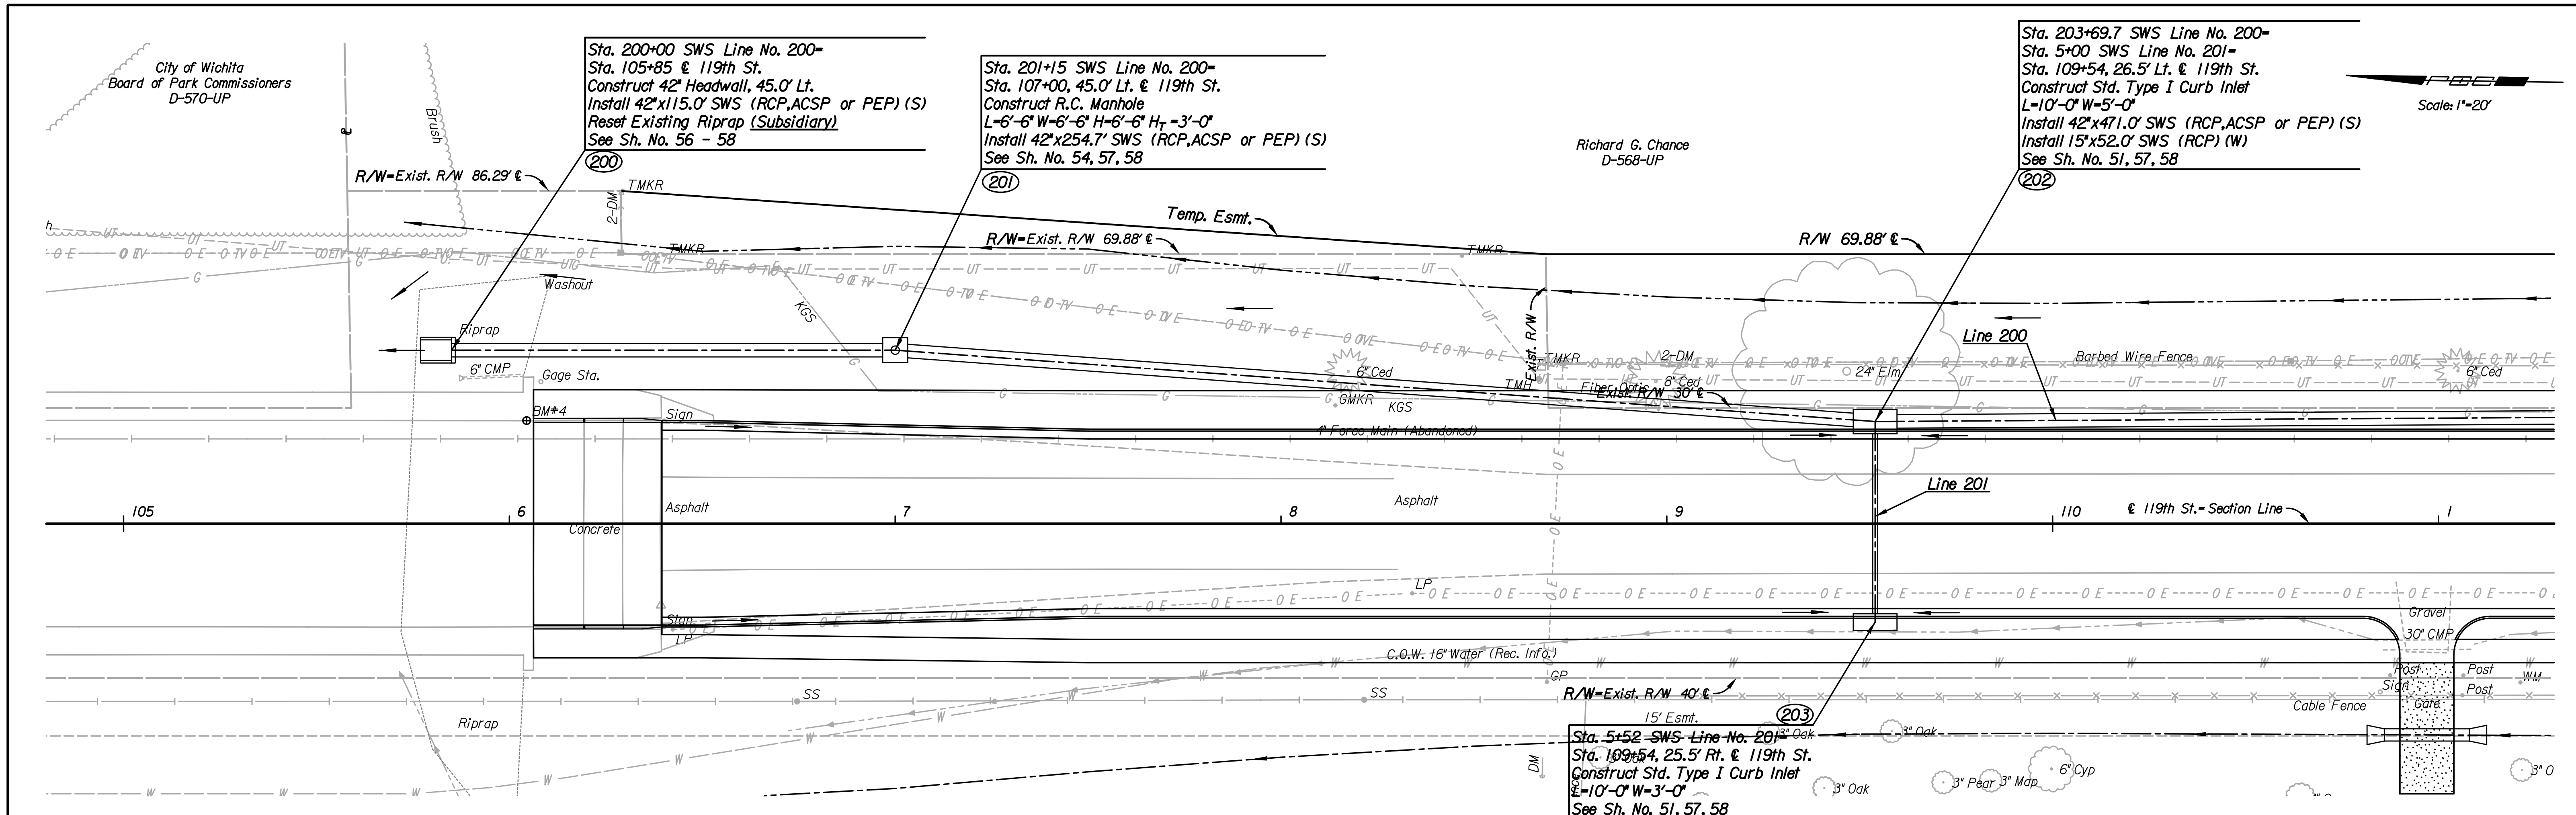 City of Wichita
Board of Park Commissioners
D-570-UP
Brush
Sta. 200+00 SWS Line No. 200=
Sta. 105+85 ℄ 119th St.
Construct 42" Headwall, 45.0' Lt.
Install 42"x115.0' SWS (RCP,ACSP or PEP) (S)
Reset Existing Riprap (Subsidiary)
See Sh. No. 56 - 58
200
Sta. 201+15 SWS Line No. 200=
Sta. 107+00, 45.0' Lt. ℄ 119th St.
Construct R.C. Manhole
L=6'-6" W=6'-6" H=6'-6" HT =3'-0"
Install 42"x254.7' SWS (RCP,ACSP or PEP) (S)
See Sh. No. 54, 57, 58
201
Richard G. Chance
D-568-UP
Sta. 203+69.7 SWS Line No. 200=
Sta. 5+00 SWS Line No. 201=
Sta. 109+54, 26.5' Lt. ℄ 119th St.
Construct Std. Type I Curb Inlet
L=10'-0" W=5'-0"
Install 42"x471.0' SWS (RCP,ACSP or PEP) (S)
Install 15"x52.0' SWS (RCP) (W)
See Sh. No. 51, 57, 58
202
Scale: 1"=20'
R/W=Exist. R/W 86.29' ℄
TMKR
2-DM
Temp. Esmt.
TMKR
R/W=Exist. R/W 69.88' ℄
TMKR
R/W 69.88' ℄
Washout
KGS
Exist. R/W
Riprap
6" CMP
Gage Sta.
6" Ced
GMKR
KGS
TMKR
TMH
Fiber Optic
2-DM
8" Ced
Exist. R/W 30' ℄
24" Elm
Line 200
Barbed Wire Fence
6" Ced
BM#4
Sign
4" Force Main (Abandoned)
Asphalt
Asphalt
Concrete
Line 201
105
6
7
8
9
110
1
℄ 119th St.= Section Line
Sign
LP
LP
Gravel
30" CMP
C.O.W. 16" Water (Rec. Info.)
GP
SS
SS
R/W=Exist. R/W 40' ℄
Post
Post
Sign
Post
WM
Riprap
15' Esmt.
203
Cable Fence
Gate
Sta. 5+52 SWS Line No. 201=
Sta. 109+54, 25.5' Rt. ℄ 119th St.
Construct Std. Type I Curb Inlet
L=10'-0" W=3'-0"
See Sh. No. 51, 57, 58
DM
3" Oak
3" Oak
3" Oak
3" Oak
3" Pear
3" Map
6" Cyp
3" O